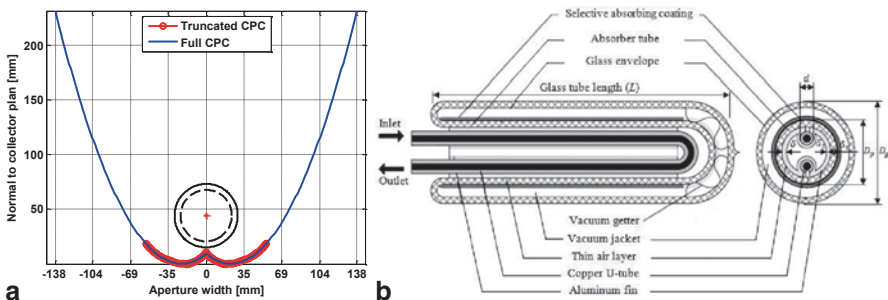 Truncated CPC
Full CPC
Normal to collector plan [mm]
200
150
100
50
-138 -104 -69 -35 0 35 69 104 138
Aperture width [mm]
a
Selective absorbing coating
Absorber tube
Glass envelope
Glass tube length (L)
Inlet
Outlet
d
Vacuum getter
Vacuum jacket
Thin air layer
Copper U-tube
Aluminum fin
b